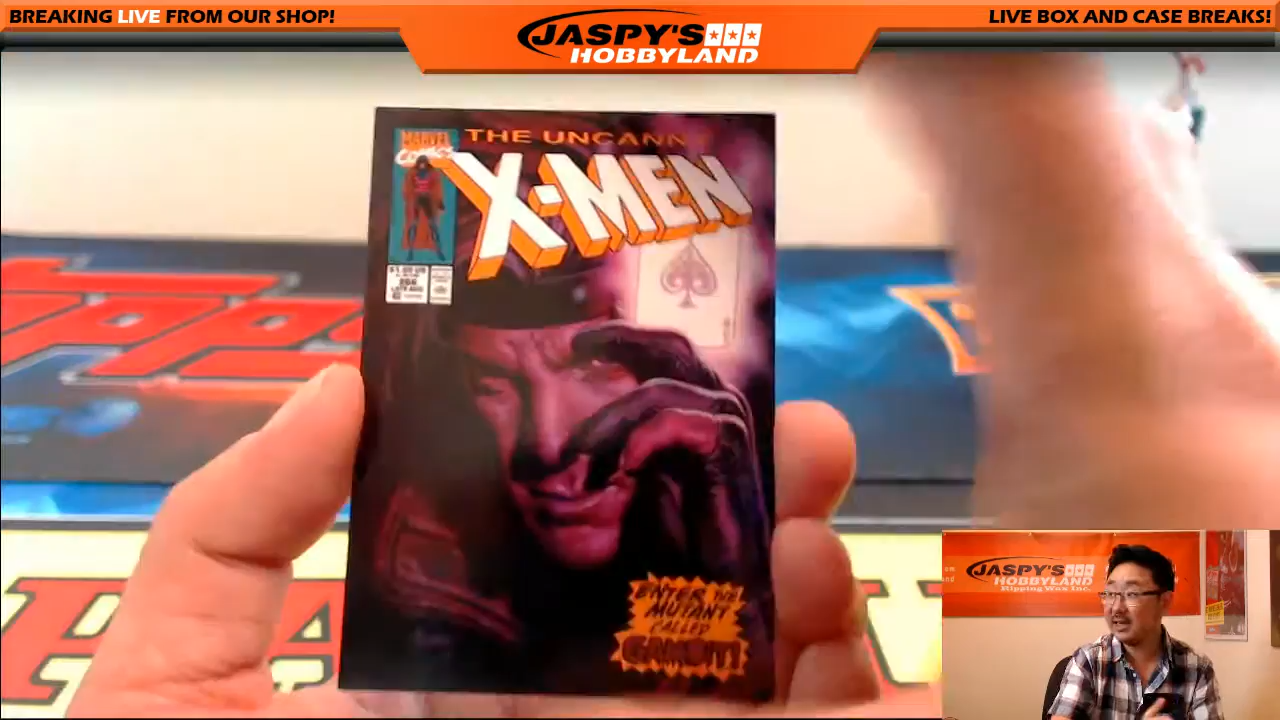 BREAKING LIVE FROM OUR SHOP!
JASPY'S
HOBBYLAND
LIVE BOX AND CASE BREAKS!
MARVEL
COMICS
THE UNCANNY
X-MEN
ENTER THE
MUTANT
CALLED
GAMBIT!
JASPY'S
HOBBYLAND
Ripping Wax Inc.